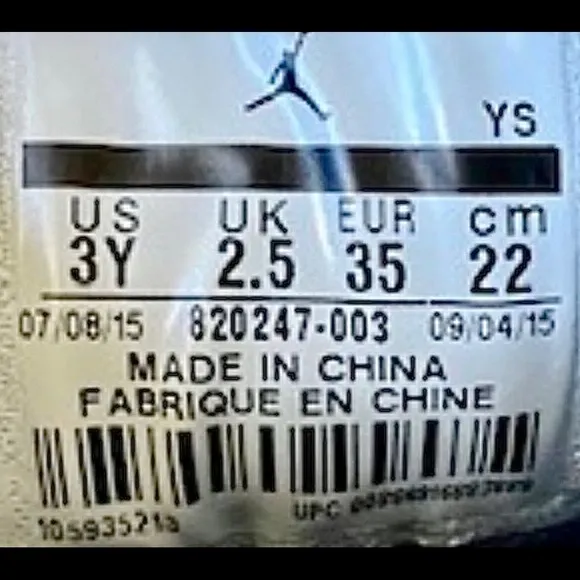 YS
US UK EUR cm
3Y 2.5 35 22
07/08/15 820247-003 09/04/15
MADE IN CHINA
FABRIQUE EN CHINE
UPC
10593521a